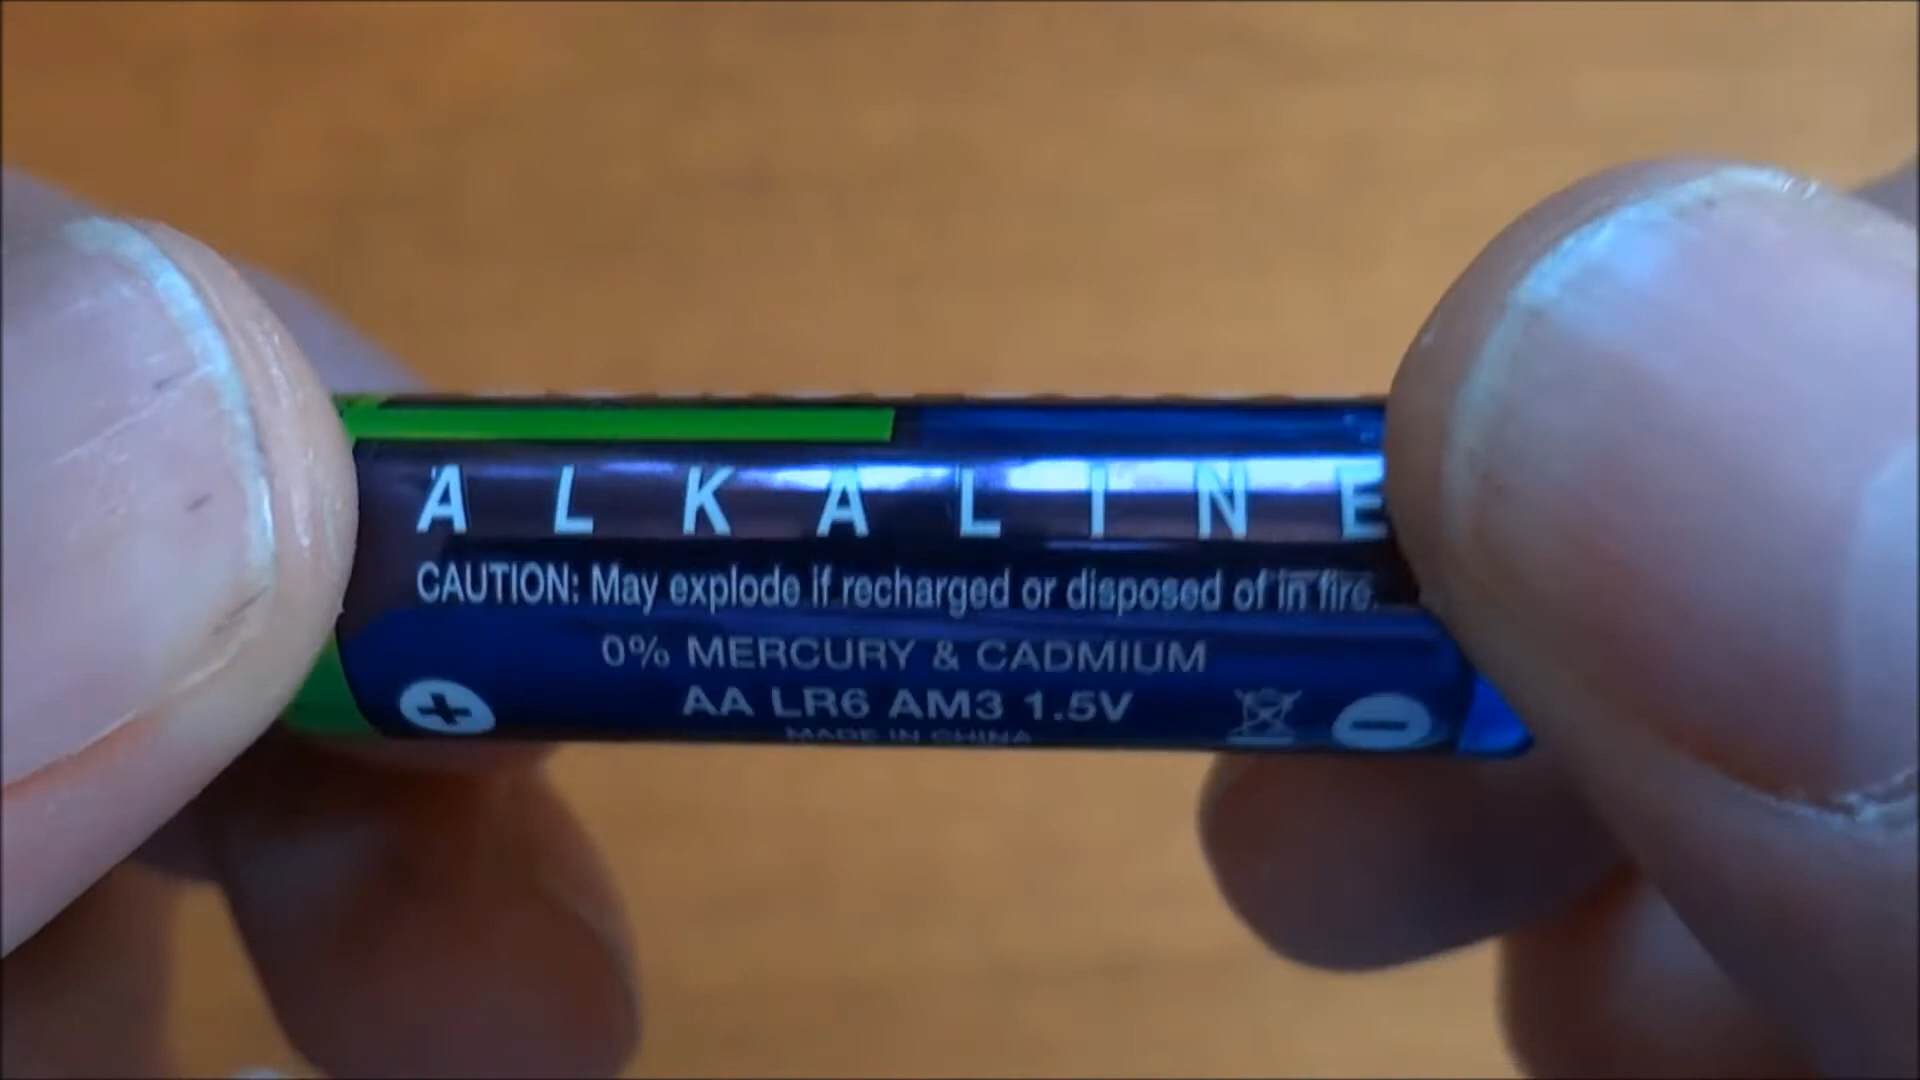 ALKALINE
CAUTION: May explode if recharged or disposed of in fire.
0% MERCURY & CADMIUM
AA LR6 AM3 1.5V
MADE IN CHINA